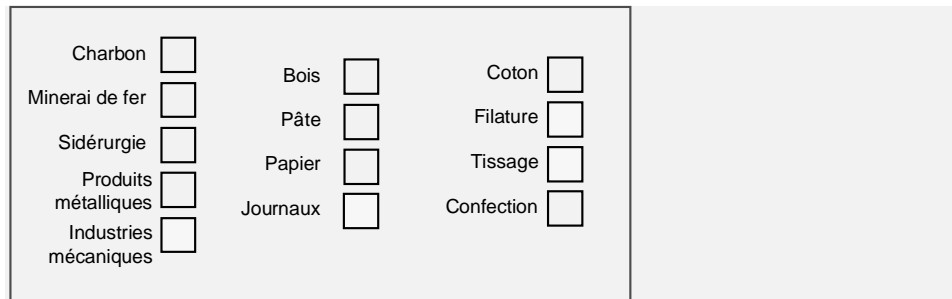 Charbon
Minerai de fer
Sidérurgie
Produits
métalliques
Industries
mécaniques
Bois
Pâte
Papier
Journaux
Coton
Filature
Tissage
Confection